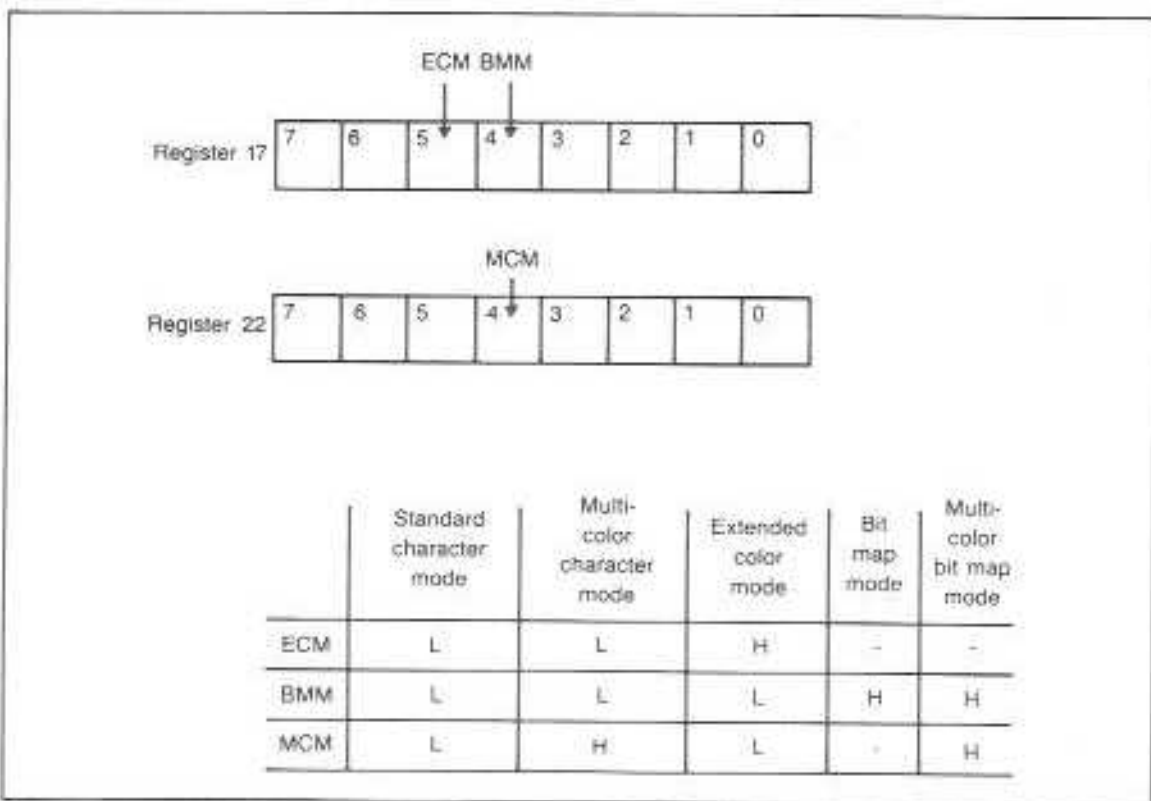 ECM BMM
Register 17 7 6 5 4 3 2 1 0
MCM
Register 22 7 6 5 4 3 2 1 0
Standard character mode
Multi-color character mode
Extended color mode
Bit map mode
Multi-color bit map mode
ECM L L H - -
BMM L L L H H
MCM L H L - H